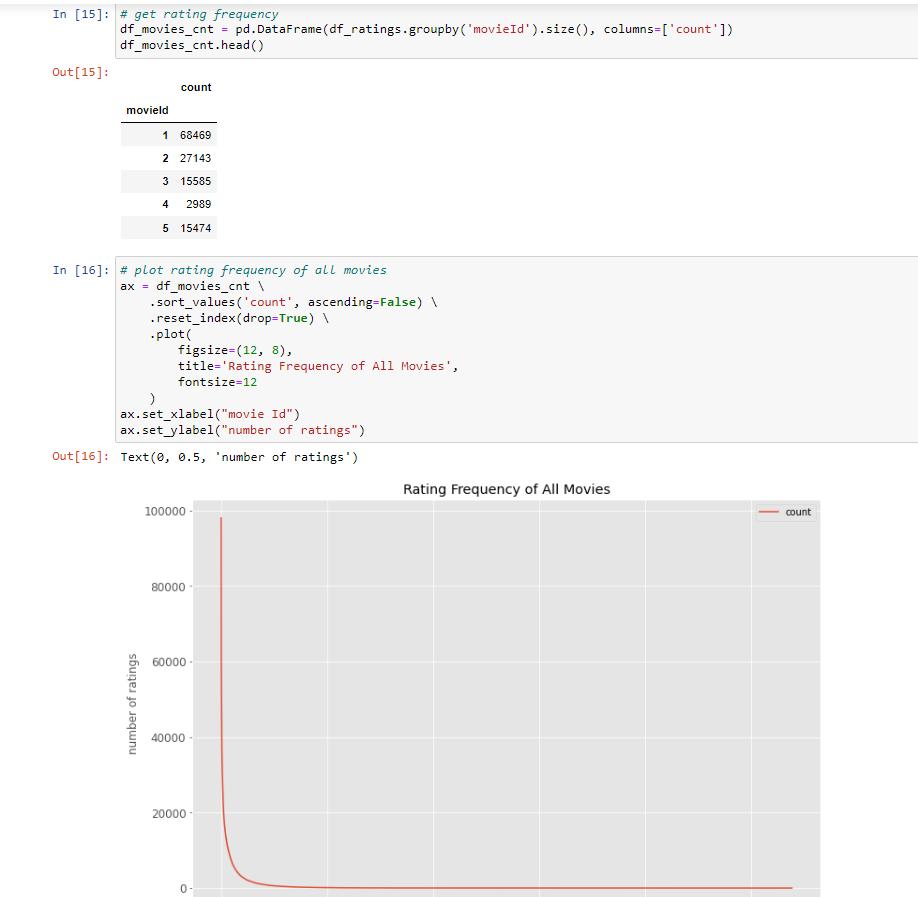 In [15]: # get rating frequency
df_movies_cnt = pd.DataFrame(df_ratings.groupby('movieId').size(), columns=['count'])
df_movies_cnt.head()
Out[15]:
count
movieId
1 68469
2 27143
3 15585
4 2989
5 15474
In [16]: # plot rating frequency of all movies
ax = df_movies_cnt \
.sort_values('count', ascending=False) \
.reset_index(drop=True) \
.plot(
figsize=(12, 8),
title='Rating Frequency of All Movies',
fontsize=12
)
ax.set_xlabel("movie Id")
ax.set_ylabel("number of ratings")
Out[16]: Text(0, 0.5, 'number of ratings')
Rating Frequency of All Movies
count
100000
80000
60000
40000
20000
0
number of ratings